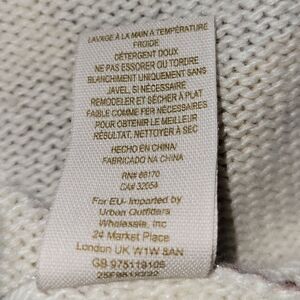 LAVAGE À LA MAIN À TEMPÉRATURE
FROIDE
DÉTERGENT DOUX
NE PAS ESSORER OU TORDRE
BLANCHIMENT UNIQUEMENT SANS
JAVEL, SI NÉCESSAIRE
REMODELER ET SÉCHER À PLAT
FAIBLE COMME FER NÉCESSAIRES
POUR OBTENIR LE MEILLEUR
RÉSULTAT, NETTOYER À SEC
HECHO EN CHINA/
FABRICADO NA CHINA
RN# 66170
CA# 32054
For EU- Imported by
Urban Outfitters
Wholesale, Inc
24 Market Place
London UK W1W 8AN
GB 975119109